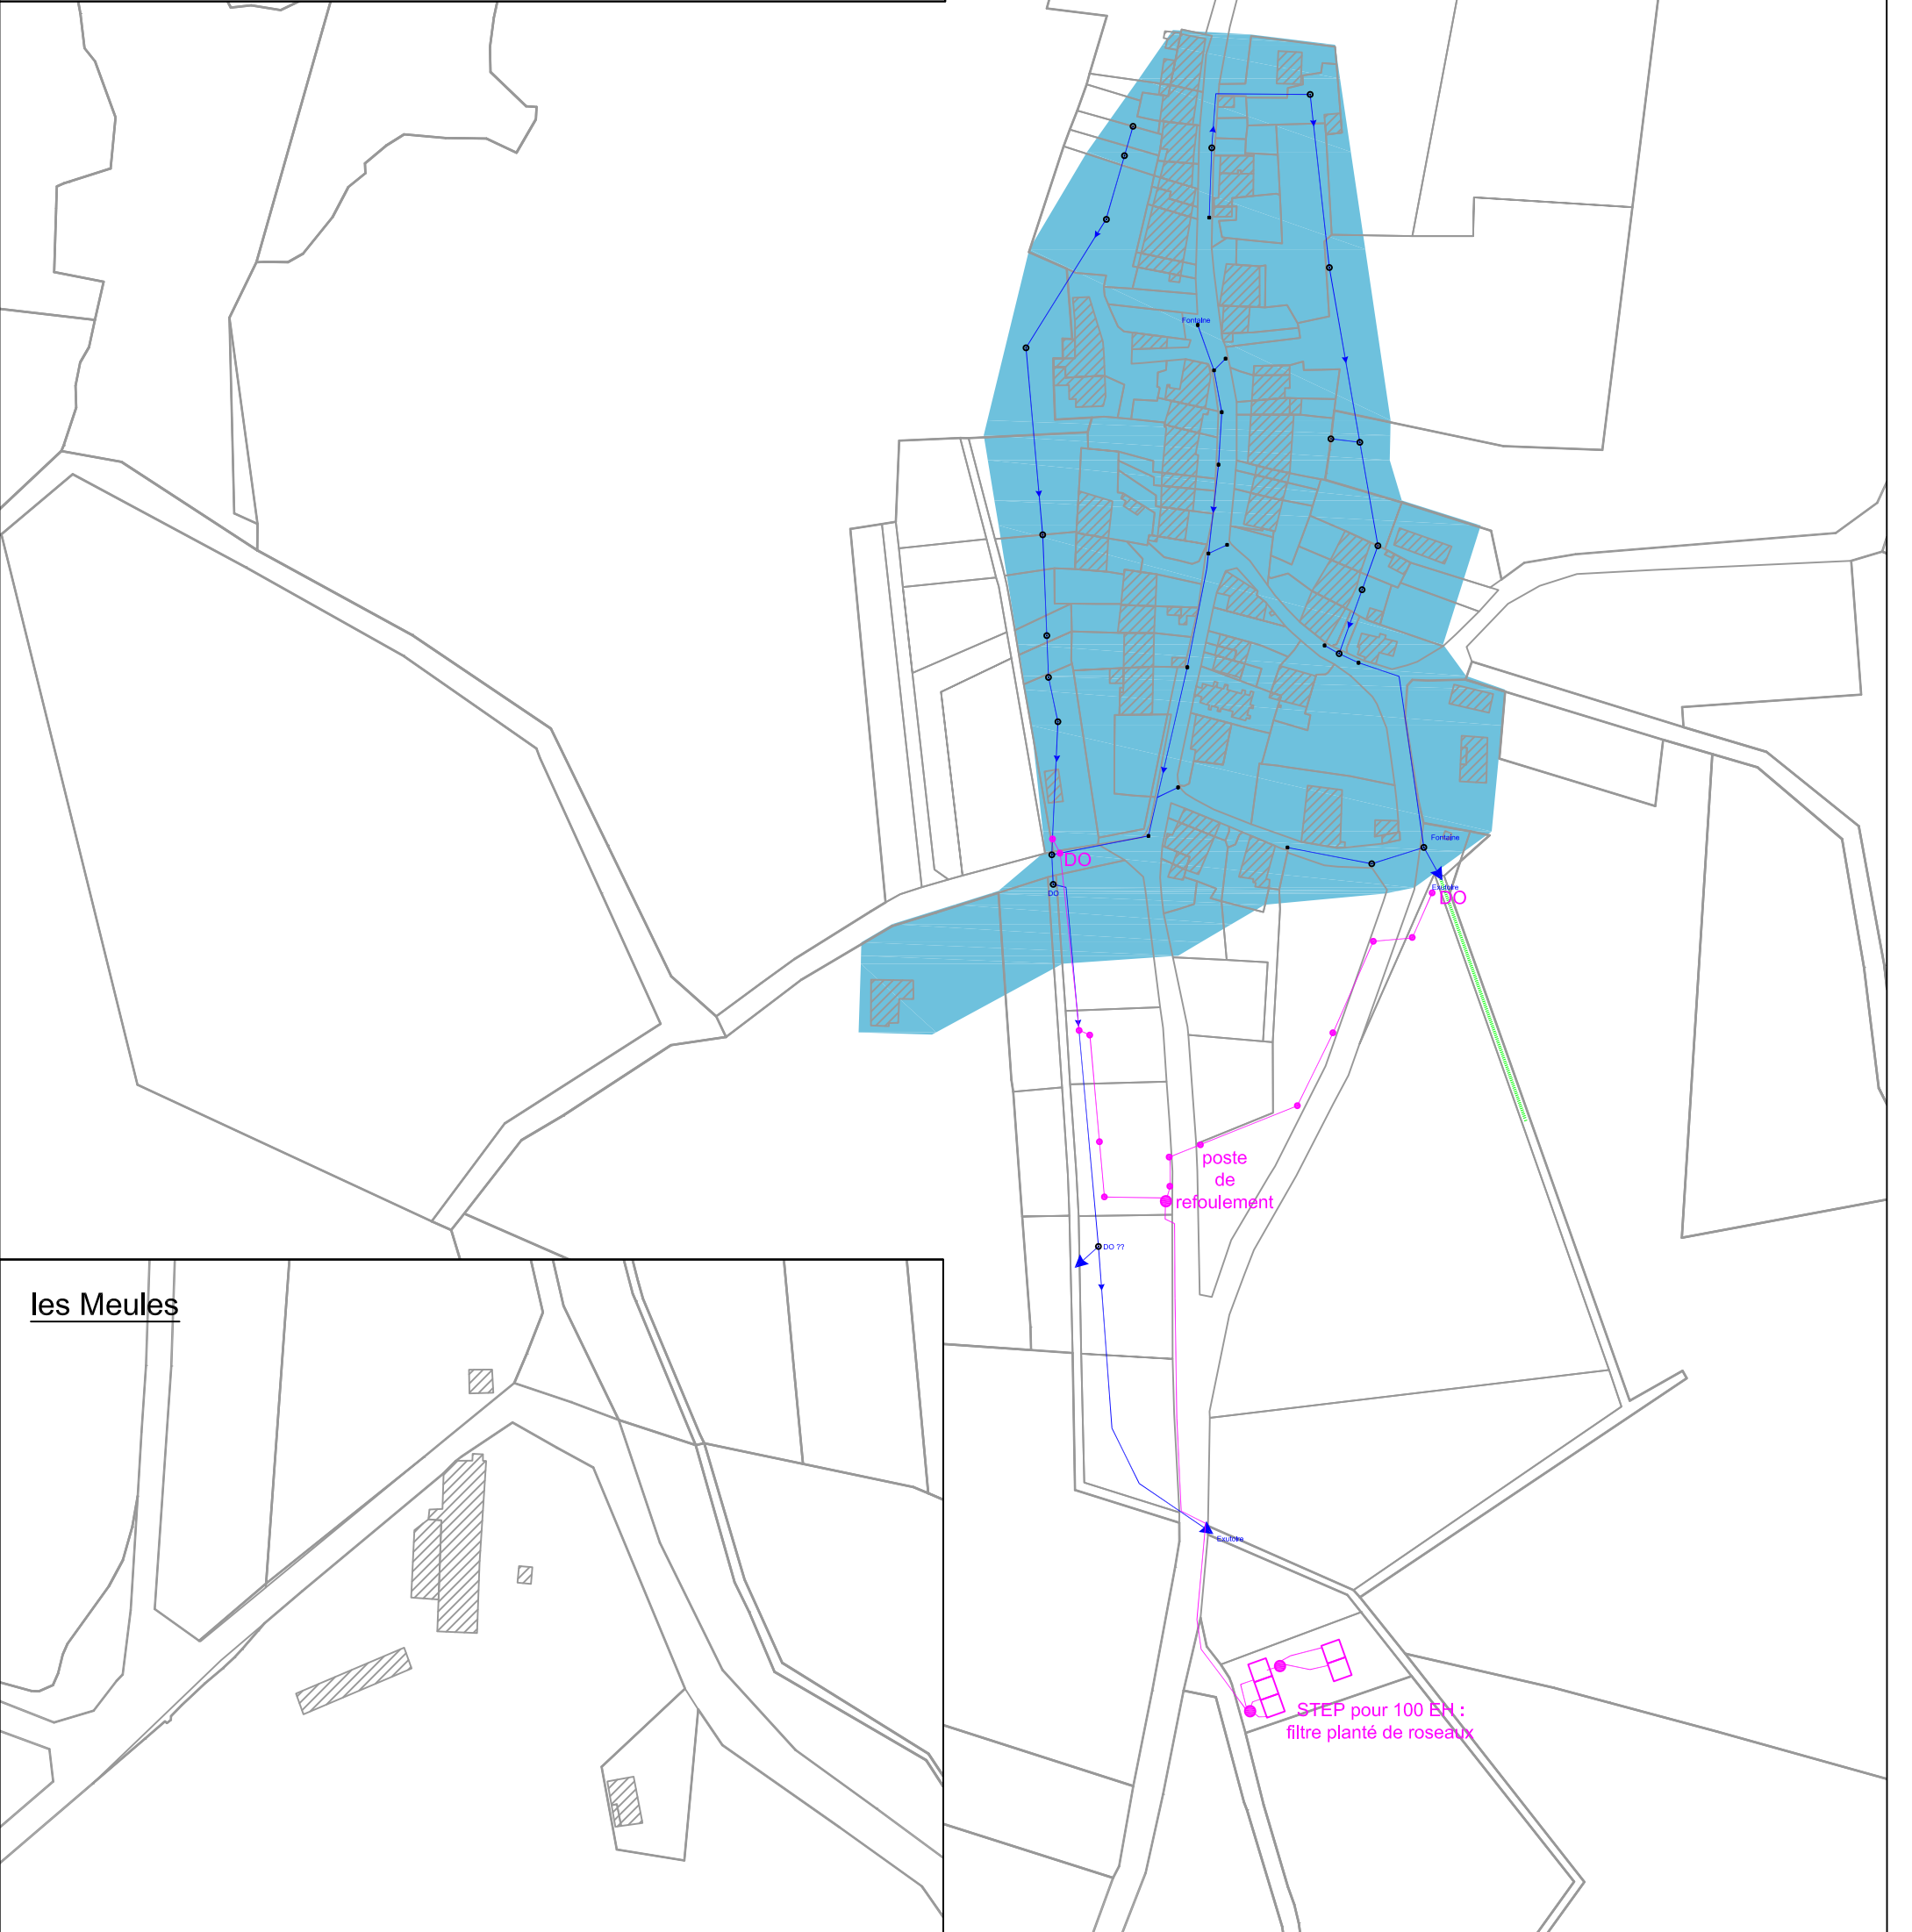 Fontaine
DO
DO
Fontaine
Exutoire
DO
poste
de
refoulement
DO ??
les Meules
Exutoire
STEP pour 100 EH :
filtre planté de roseaux